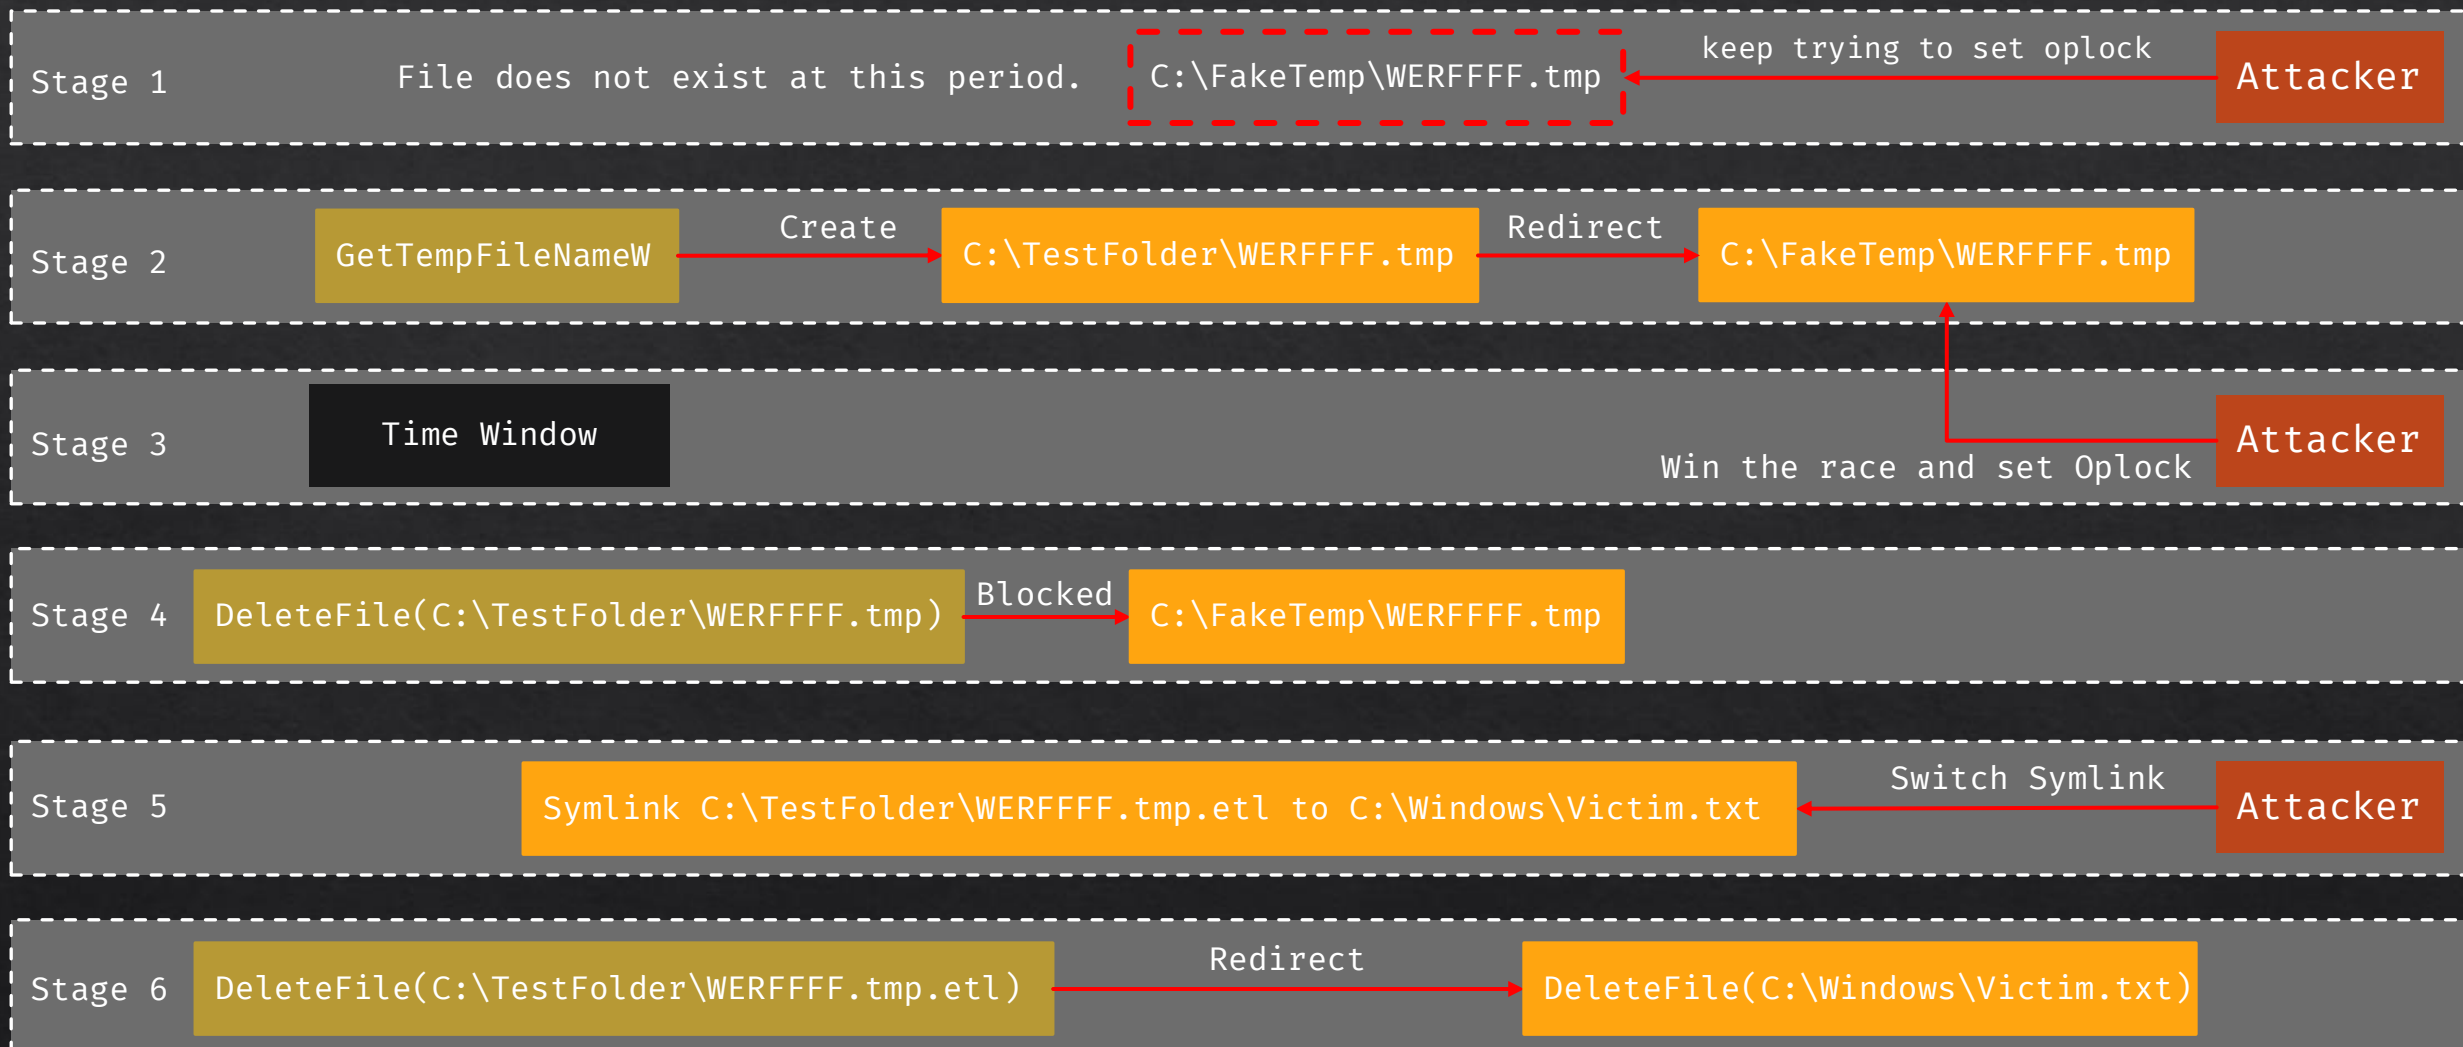 Stage 1
File does not exist at this period.
C:\FakeTemp\WERFFFF.tmp
keep trying to set oplock
Attacker
Stage 2
GetTempFileNameW
Create
C:\TestFolder\WERFFFF.tmp
Redirect
C:\FakeTemp\WERFFFF.tmp
Stage 3
Time Window
Win the race and set Oplock
Attacker
Stage 4
DeleteFile(C:\TestFolder\WERFFFF.tmp)
Blocked
C:\FakeTemp\WERFFFF.tmp
Stage 5
Symlink C:\TestFolder\WERFFFF.tmp.etl to C:\Windows\Victim.txt
Switch Symlink
Attacker
Stage 6
DeleteFile(C:\TestFolder\WERFFFF.tmp.etl)
Redirect
DeleteFile(C:\Windows\Victim.txt)